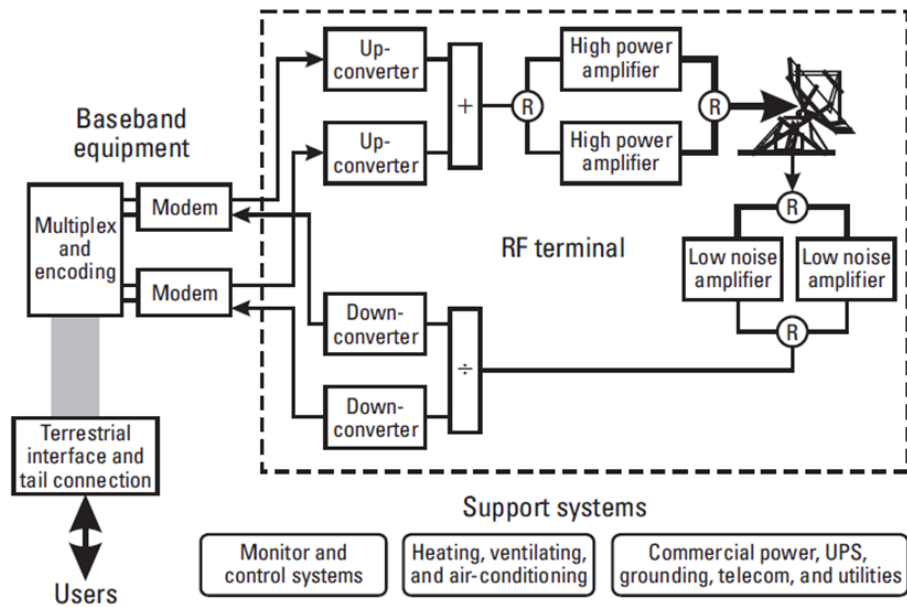 Up-
converter
High power
amplifier
+
R
R
Baseband
equipment
Up-
converter
High power
amplifier
Modem
Multiplex
and
encoding
R
RF terminal
Low noise
amplifier
Low noise
amplifier
Modem
Down-
converter
R
÷
Down-
converter
Terrestrial
interface and
tail connection
Support systems
Monitor and
control systems
Heating, ventilating,
and air-conditioning
Commercial power, UPS,
grounding, telecom, and utilities
Users